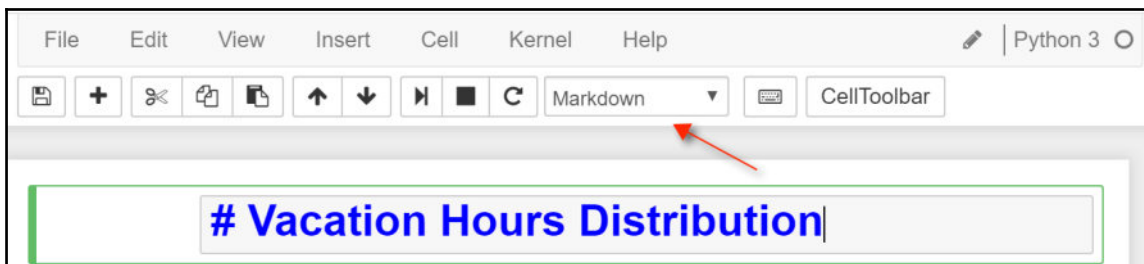 File Edit View Insert Cell Kernel Help Python 3
Markdown CellToolbar
# Vacation Hours Distribution